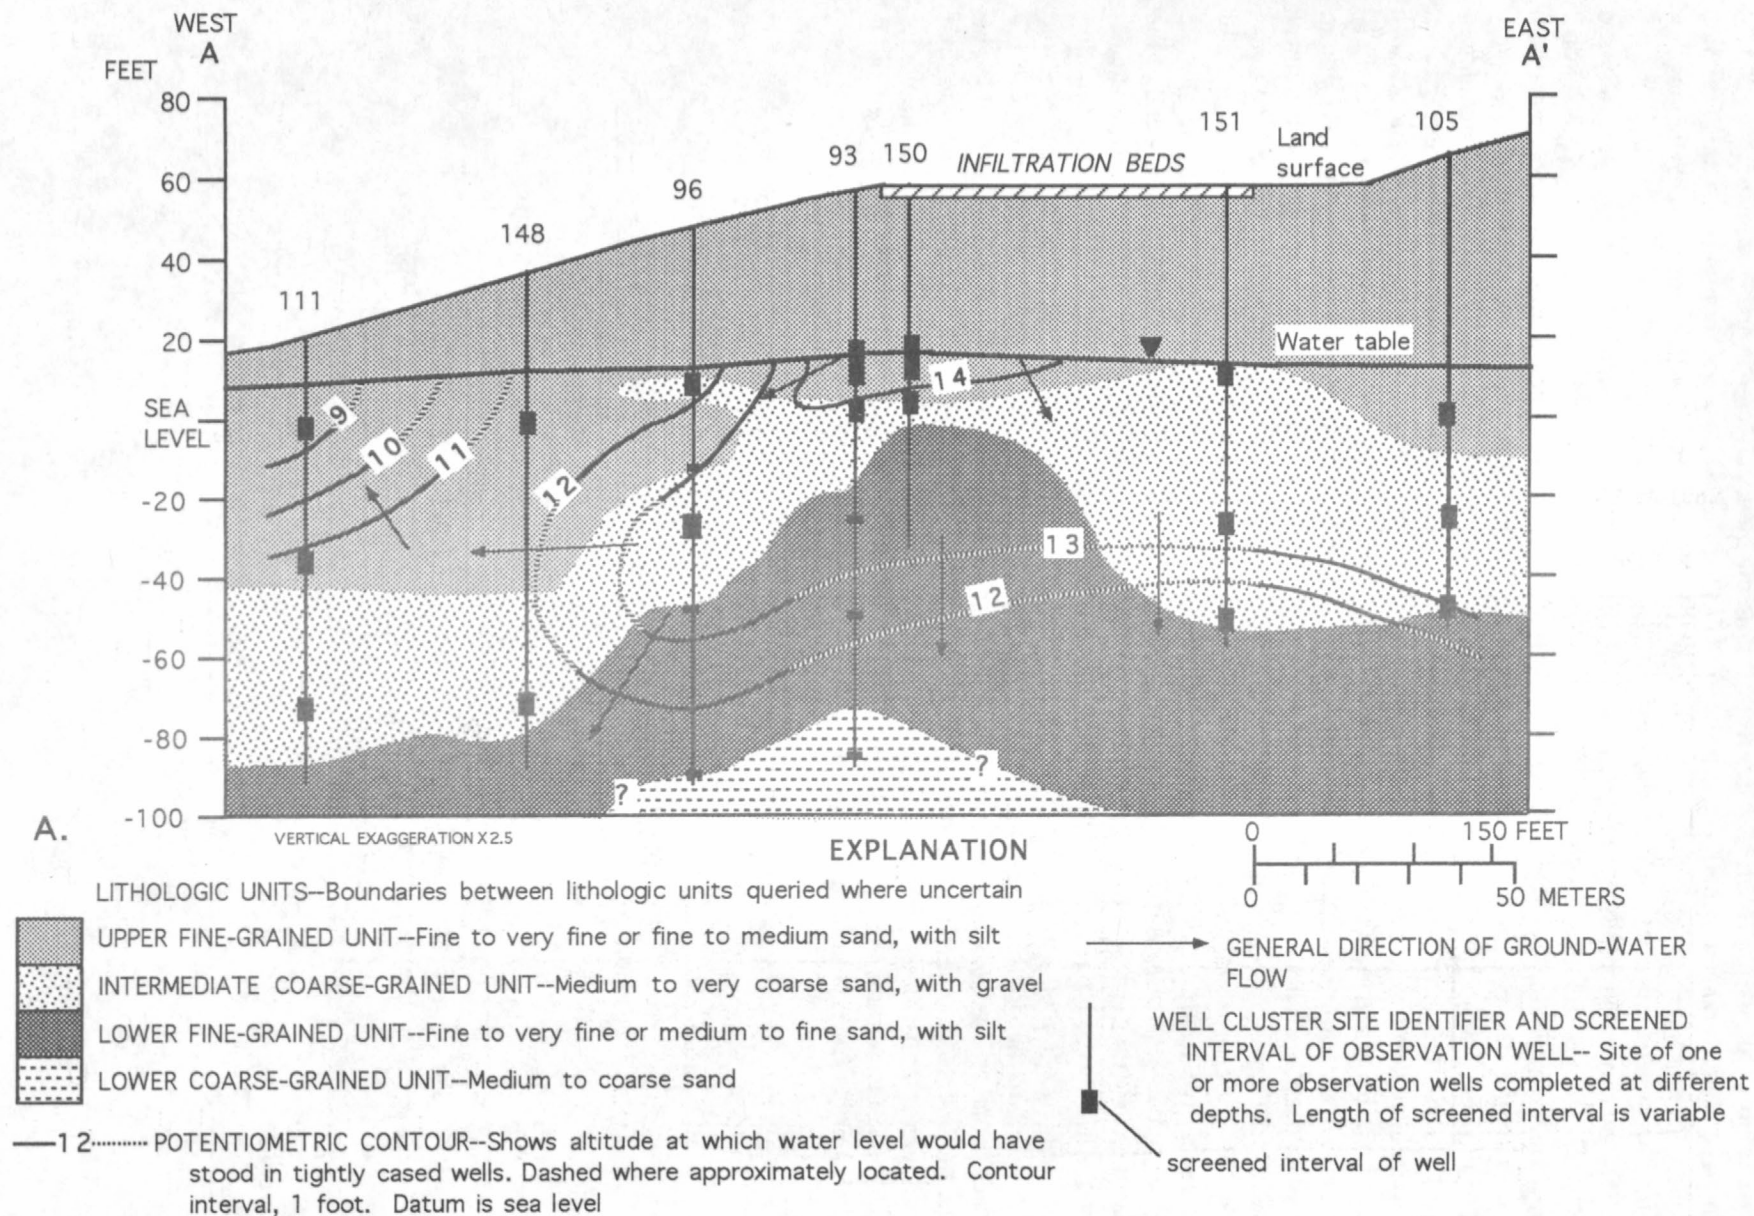 WEST
A
EAST
A'
FEET
80
60
40
20
SEA
LEVEL
-20
-40
-60
-80
-100
111
148
96
93
150
INFILTRATION BEDS
151
Land
surface
105
Water table
9
10
11
12
14
13
12
?
?
A.
VERTICAL EXAGGERATION X 2.5
0
150 FEET
0
50 METERS
EXPLANATION
LITHOLOGIC UNITS--Boundaries between lithologic units queried where uncertain
UPPER FINE-GRAINED UNIT--Fine to very fine or fine to medium sand, with silt
INTERMEDIATE COARSE-GRAINED UNIT--Medium to very coarse sand, with gravel
LOWER FINE-GRAINED UNIT--Fine to very fine or medium to fine sand, with silt
LOWER COARSE-GRAINED UNIT--Medium to coarse sand
12 POTENTIOMETRIC CONTOUR--Shows altitude at which water level would have
stood in tightly cased wells. Dashed where approximately located. Contour
interval, 1 foot. Datum is sea level
GENERAL DIRECTION OF GROUND-WATER
FLOW
WELL CLUSTER SITE IDENTIFIER AND SCREENED
INTERVAL OF OBSERVATION WELL-- Site of one
or more observation wells completed at different
depths. Length of screened interval is variable
screened interval of well